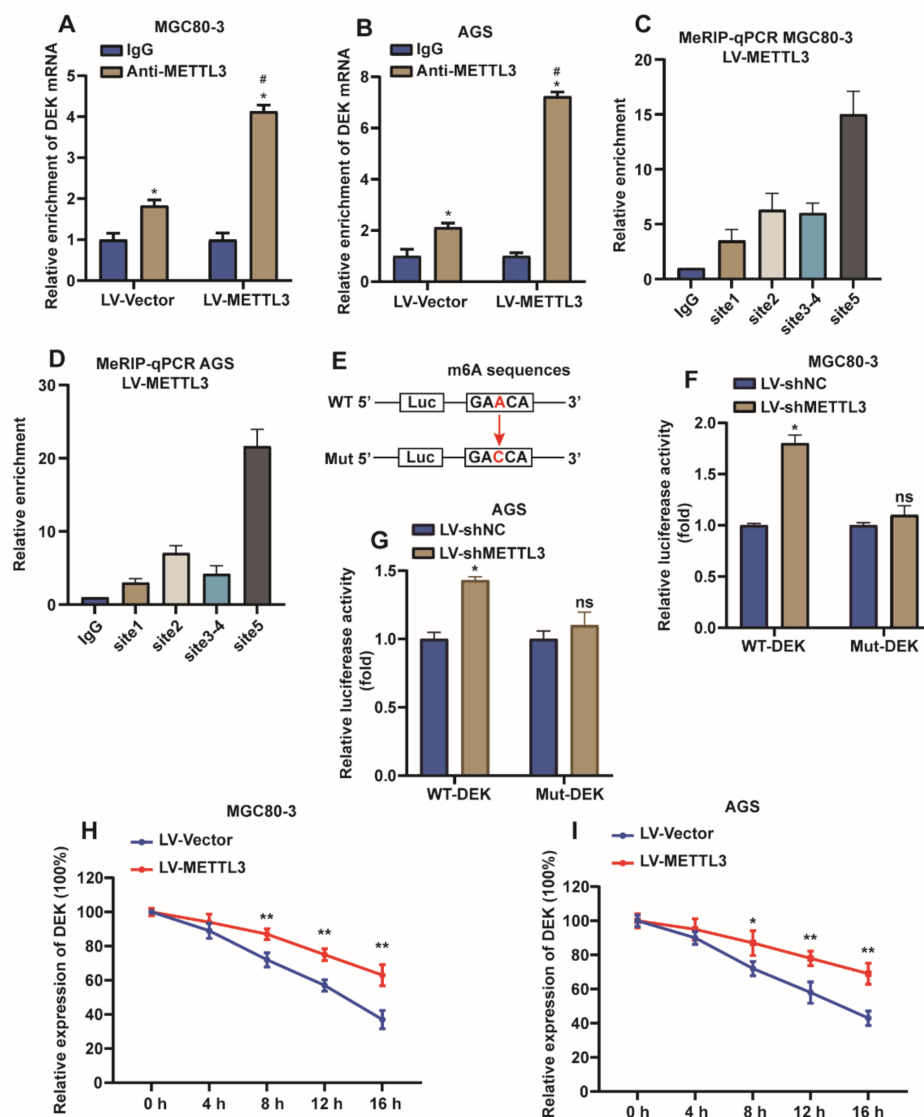 A
MGC80-3
IgG
Anti-METTL3
Relative enrichment of DEK mRNA
5
4
3
2
1
0
*
#
*
LV-Vector
LV-METTL3
B
AGS
IgG
Anti-METTL3
Relative enrichment of DEK mRNA
8
6
4
2
0
*
#
*
LV-Vector
LV-METTL3
C
MeRIP-qPCR MGC80-3
LV-METTL3
Relative enrichment
20
15
10
5
0
IgG
site1
site2
site3-4
site5
D
MeRIP-qPCR AGS
LV-METTL3
Relative enrichment
30
20
10
0
IgG
site1
site2
site3-4
site5
E
m6A sequences
WT 5’ Luc GAACA 3’
Mut 5’ Luc GACCA 3’
F
MGC80-3
LV-shNC
LV-shMETTL3
Relative luciferease activity
(fold)
2.0
1.5
1.0
0.5
0.0
*
ns
WT-DEK
Mut-DEK
G
AGS
LV-shNC
LV-shMETTL3
Relative luciferease activity
(fold)
1.5
1.0
0.5
0.0
*
ns
WT-DEK
Mut-DEK
H
MGC80-3
LV-Vector
LV-METTL3
Relative expression of DEK (100%)
120
100
80
60
40
20
0
**
**
**
0 h
4 h
8 h
12 h
16 h
I
AGS
LV-Vector
LV-METTL3
Relative expression of DEK (100%)
120
100
80
60
40
20
0
*
**
**
0 h
4 h
8 h
12 h
16 h